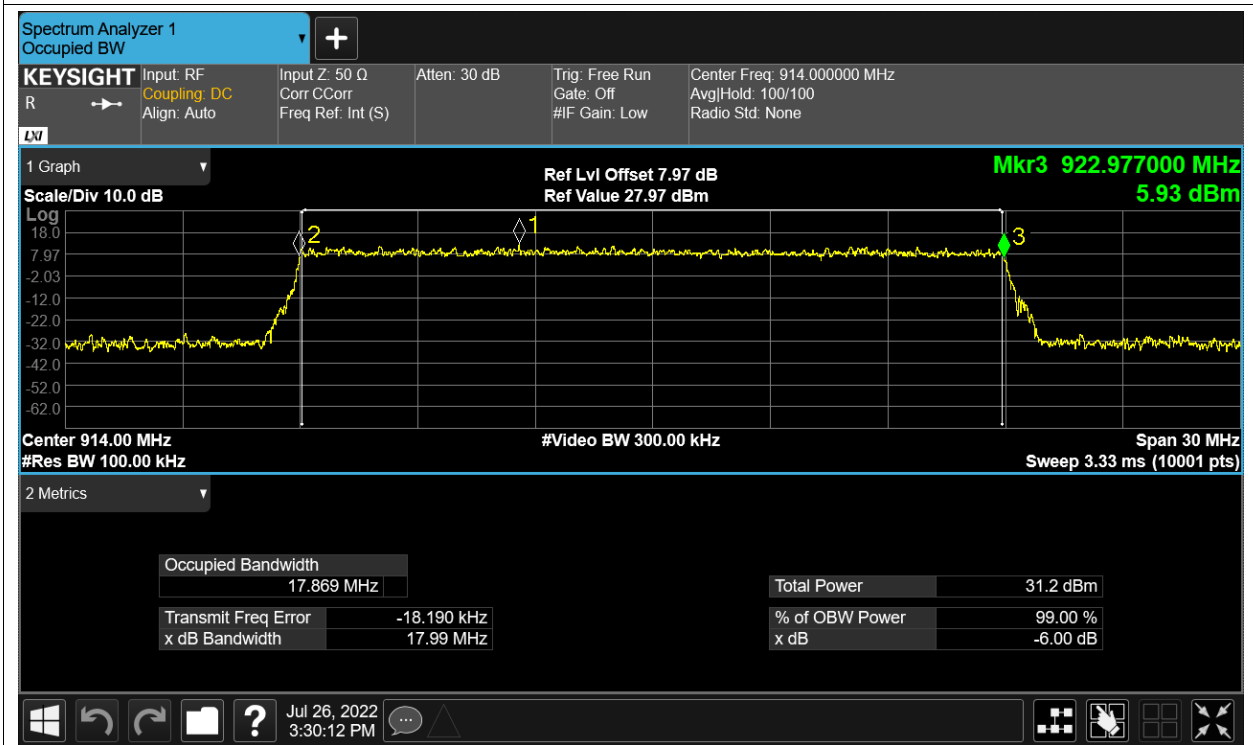 Spectrum Analyzer 1
Occupied BW
+
KEYSIGHT
R
LXI
Input: RF
Coupling: DC
Align: Auto
Input Z: 50 Ω
Corr CCorr
Freq Ref: Int (S)
Atten: 30 dB
Trig: Free Run
Gate: Off
#IF Gain: Low
Center Freq: 914.000000 MHz
Avg|Hold: 100/100
Radio Std: None
1 Graph
Scale/Div 10.0 dB
Ref Lvl Offset 7.97 dB
Ref Value 27.97 dBm
Mkr3 922.977000 MHz
5.93 dBm
Log
18.0
7.97
-2.03
-12.0
-22.0
-32.0
-42.0
-52.0
-62.0
2
1
3
Center 914.00 MHz
#Res BW 100.00 kHz
#Video BW 300.00 kHz
Span 30 MHz
Sweep 3.33 ms (10001 pts)
2 Metrics
Occupied Bandwidth
17.869 MHz
Transmit Freq Error -18.190 kHz
x dB Bandwidth 17.99 MHz
Total Power 31.2 dBm
% of OBW Power 99.00 %
x dB -6.00 dB
?
Jul 26, 2022
3:30:12 PM